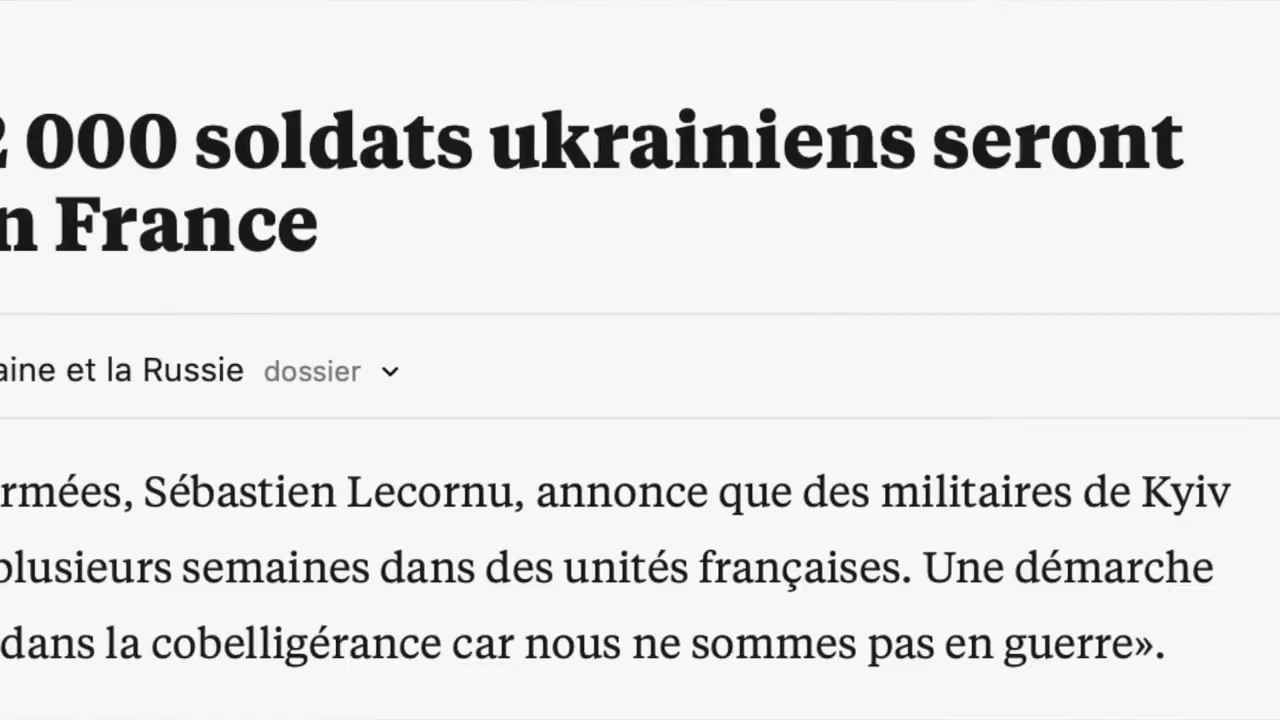 2 000 soldats ukrainiens seront
n France
aine et la Russie dossier
rmées, Sébastien Lecornu, annonce que des militaires de Kyiv
plusieurs semaines dans des unités françaises. Une démarche
dans la cobelligérance car nous ne sommes pas en guerre».